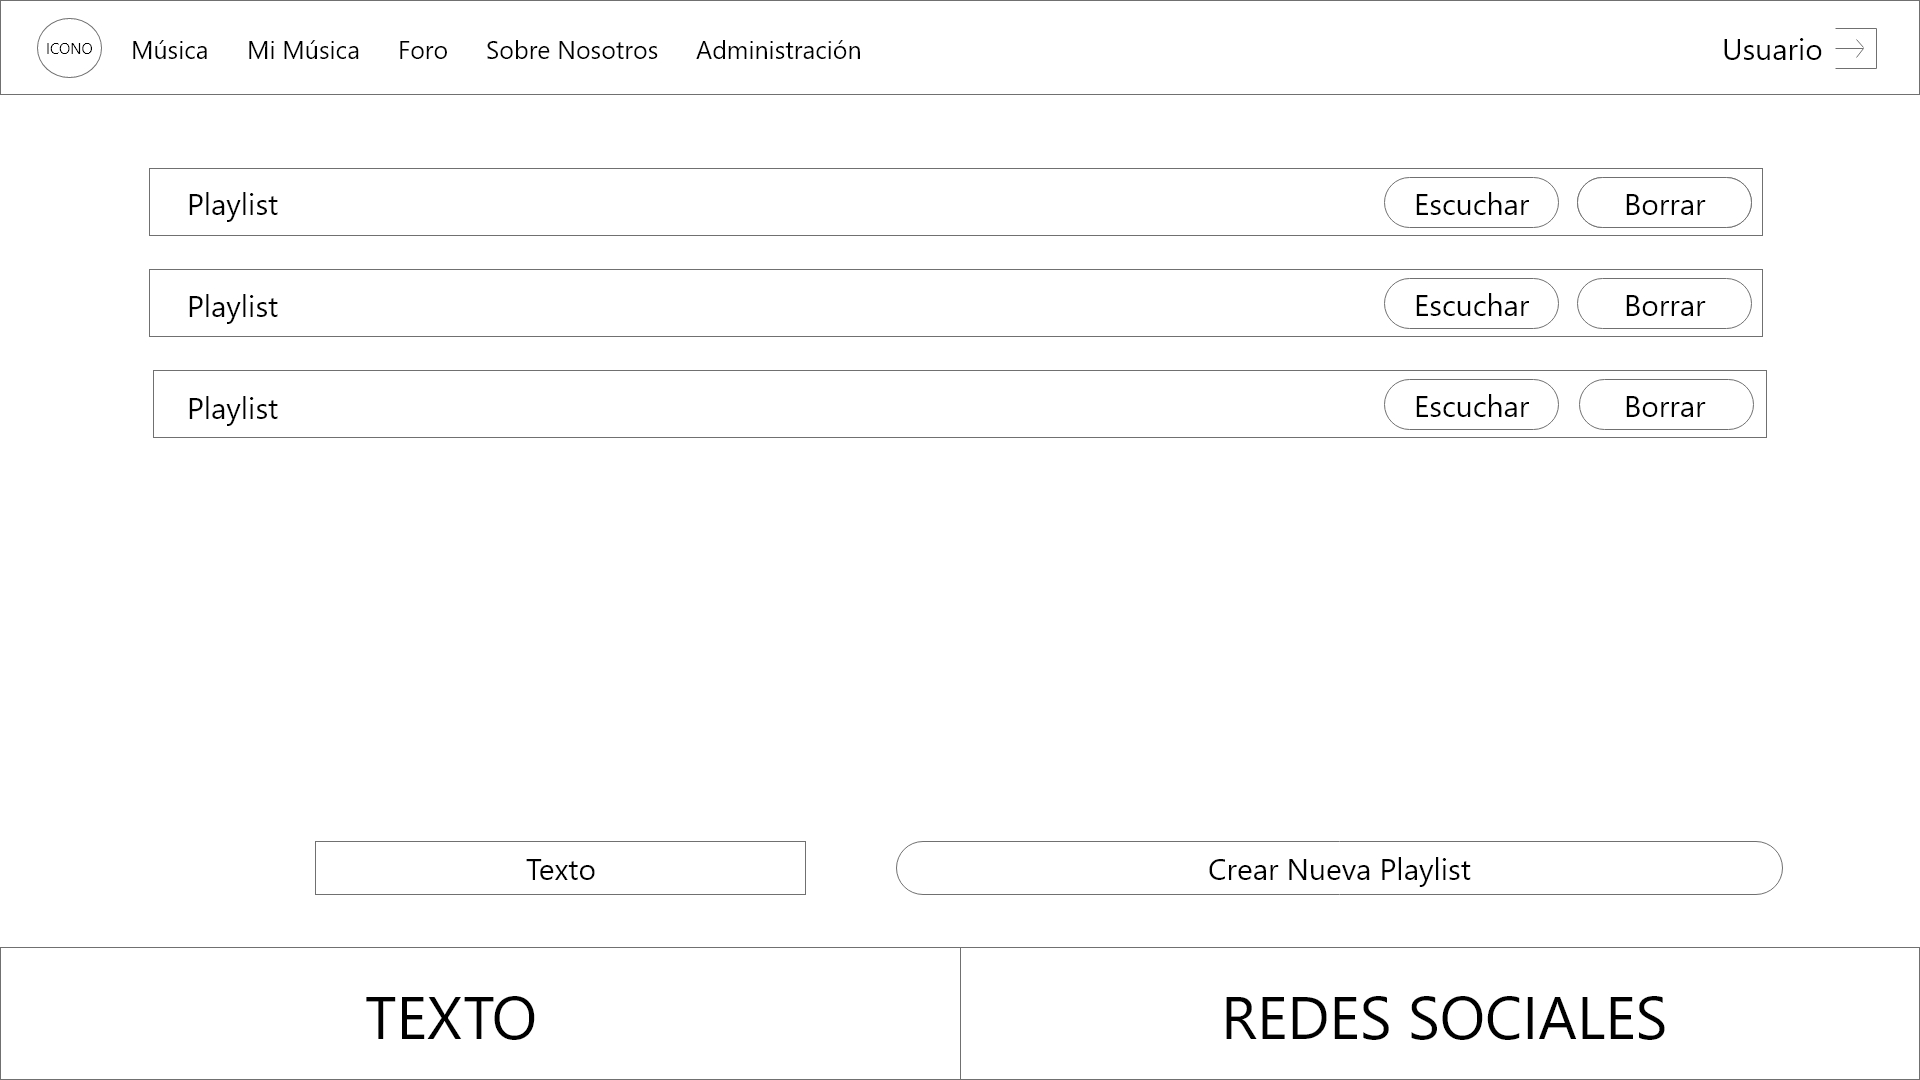 ICONO Música Mi Música Foro Sobre Nosotros Administración Usuario
Playlist Escuchar Borrar
Playlist Escuchar Borrar
Playlist Escuchar Borrar
Texto Crear Nueva Playlist
TEXTO REDES SOCIALES